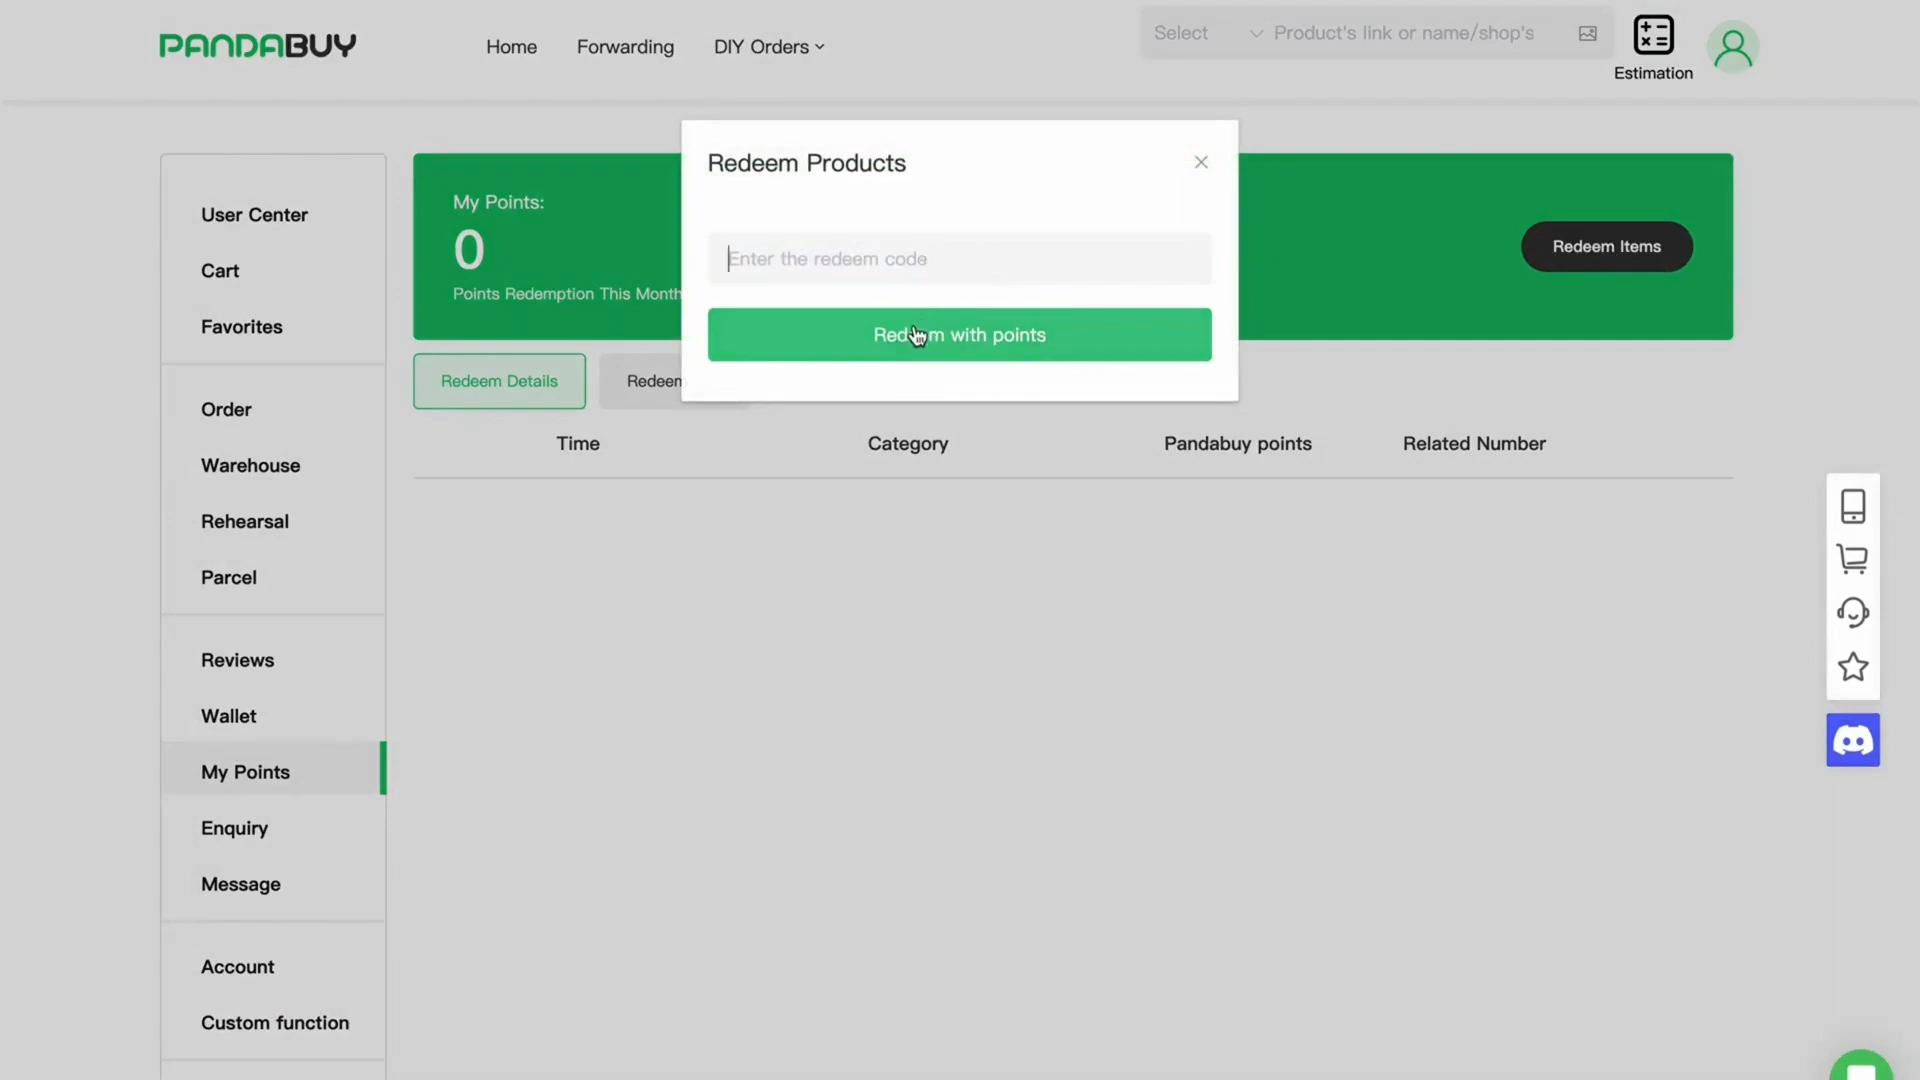 PANDABUY
Home
Forwarding
DIY Orders
Select
Product's link or name/shop's
Estimation
Redeem Products
Enter the redeem code
Redeem with points
My Points:
0
Points Redemption This Month
Redeem Items
Redeem Details
Redeem
Time
Category
Pandabuy points
Related Number
User Center
Cart
Favorites
Order
Warehouse
Rehearsal
Parcel
Reviews
Wallet
My Points
Enquiry
Message
Account
Custom function